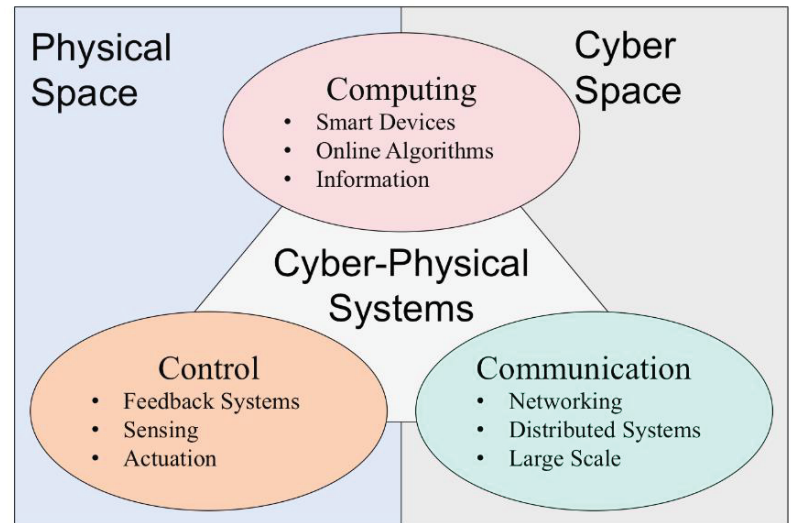 Physical
Space
Cyber
Space
Computing
• Smart Devices
• Online Algorithms
• Information
Cyber-Physical
Systems
Control
• Feedback Systems
• Sensing
• Actuation
Communication
• Networking
• Distributed Systems
• Large Scale